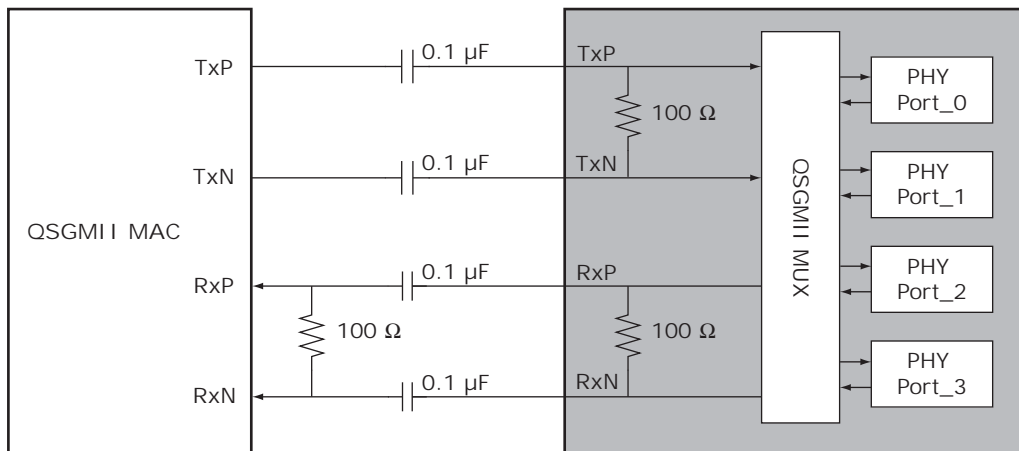 TxP
0.1 µF
TxP
100 Ω
TxN
0.1 µF
TxN
QSGMII MAC
RxP
0.1 µF
RxP
100 Ω
100 Ω
RxN
0.1 µF
RxN
QSGMII MUX
PHY
Port_0
PHY
Port_1
PHY
Port_2
PHY
Port_3